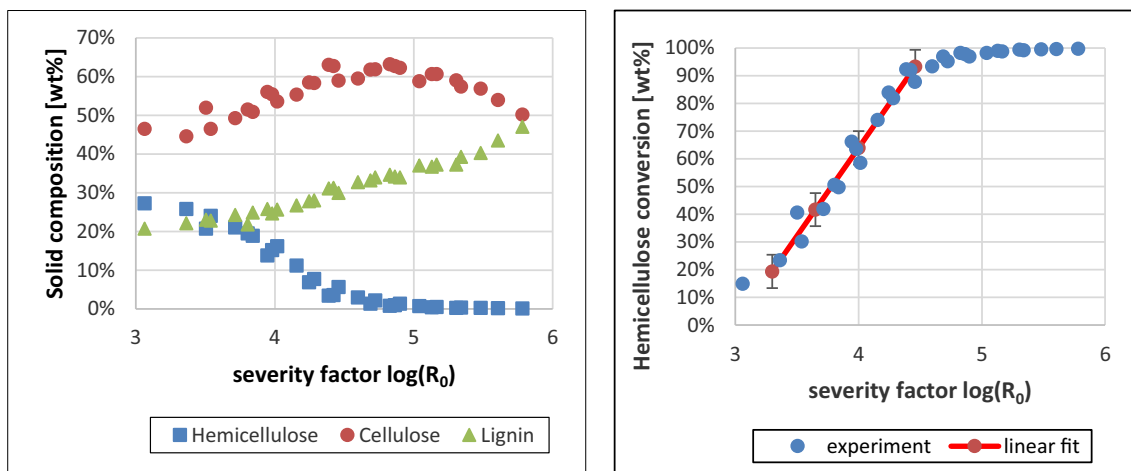 Solid composition [wt%]
70%
60%
50%
40%
30%
20%
10%
0%
3 4 5 6
severity factor log(R₀)
Hemicellulose Cellulose Lignin
Hemicellulose conversion [wt%]
100%
90%
80%
70%
60%
50%
40%
30%
20%
10%
0%
3 4 5 6
severity factor log(R₀)
experiment linear fit